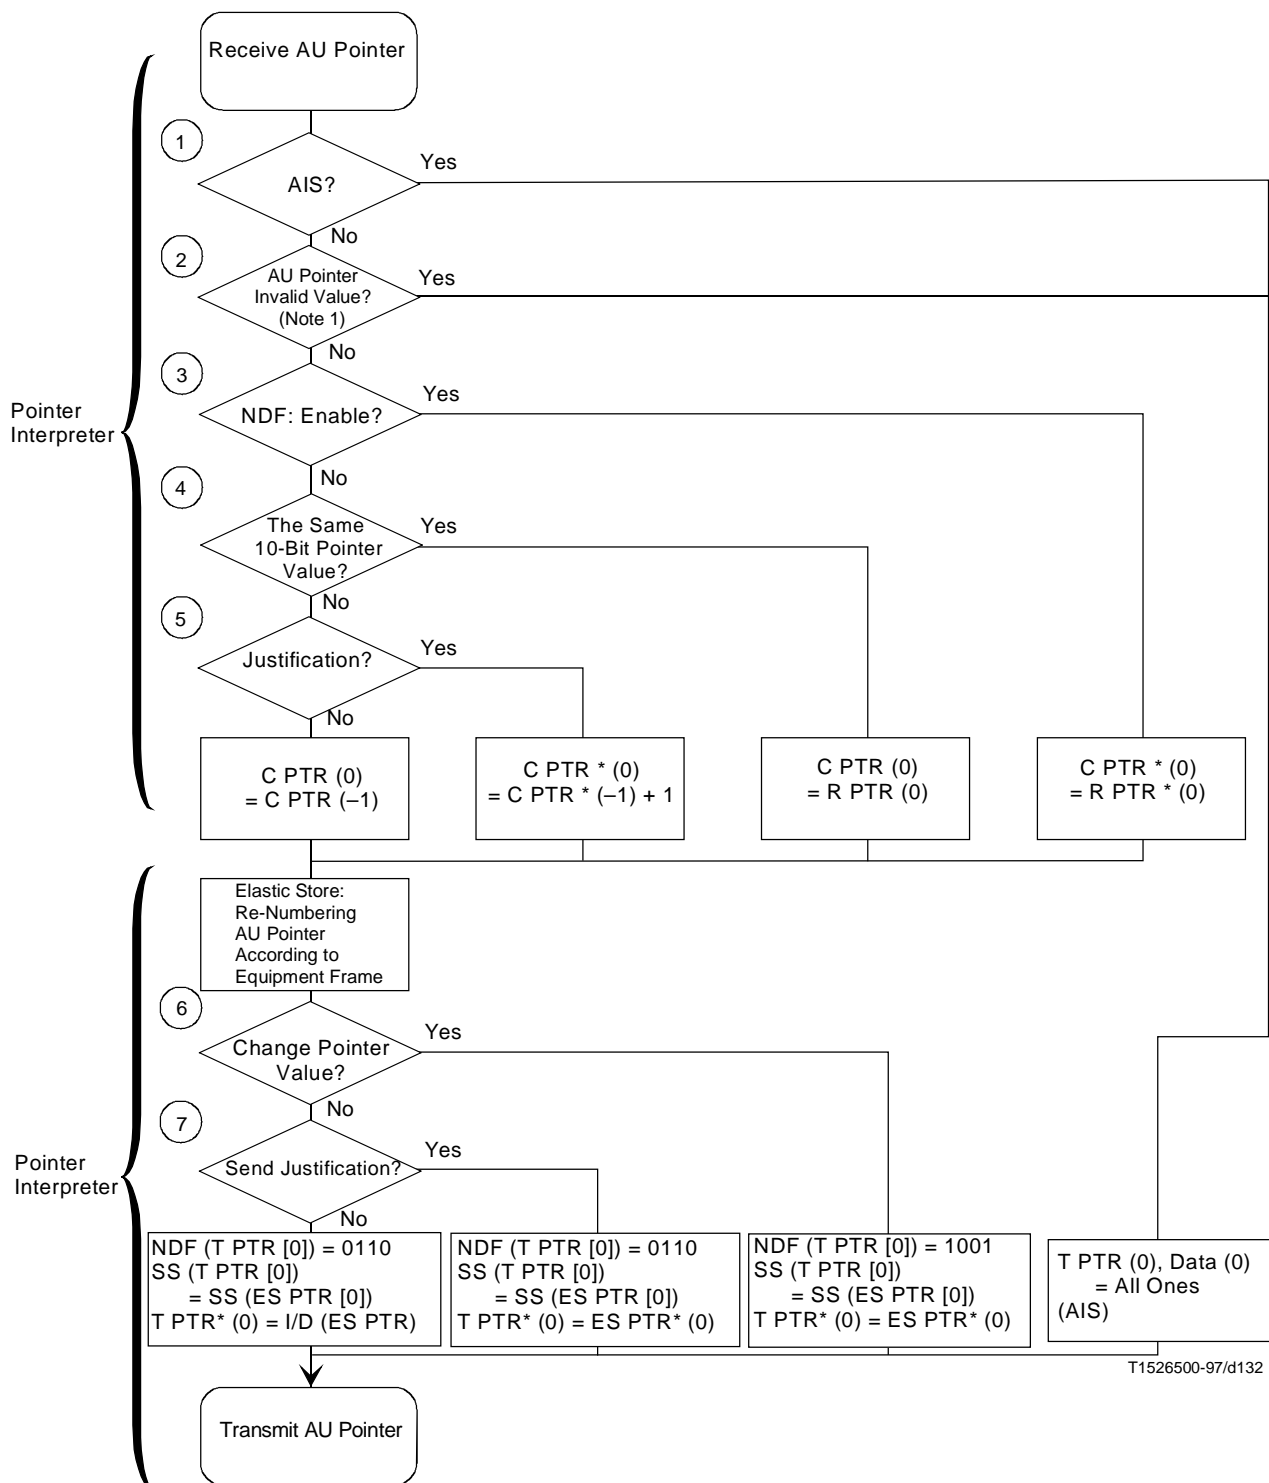 Receive AU Pointer
1
AIS?
Yes
No
2
AU Pointer
Invalid Value?
(Note 1)
Yes
No
3
NDF: Enable?
Yes
No
Pointer
Interpreter
4
The Same
10-Bit Pointer
Value?
Yes
No
5
Justification?
Yes
No
C PTR (0)
= C PTR (–1)
C PTR * (0)
= C PTR * (–1) + 1
C PTR (0)
= R PTR (0)
C PTR * (0)
= R PTR * (0)
Elastic Store:
Re-Numbering
AU Pointer
According to
Equipment Frame
6
Change Pointer
Value?
Yes
No
7
Send Justification?
Yes
No
Pointer
Interpreter
NDF (T PTR [0]) = 0110
SS (T PTR [0])
= SS (ES PTR [0])
T PTR* (0) = I/D (ES PTR)
NDF (T PTR [0]) = 0110
SS (T PTR [0])
= SS (ES PTR [0])
T PTR* (0) = ES PTR* (0)
NDF (T PTR [0]) = 1001
SS (T PTR [0])
= SS (ES PTR [0])
T PTR* (0) = ES PTR* (0)
T PTR (0), Data (0)
= All Ones
(AIS)
T1526500-97/d132
Transmit AU Pointer